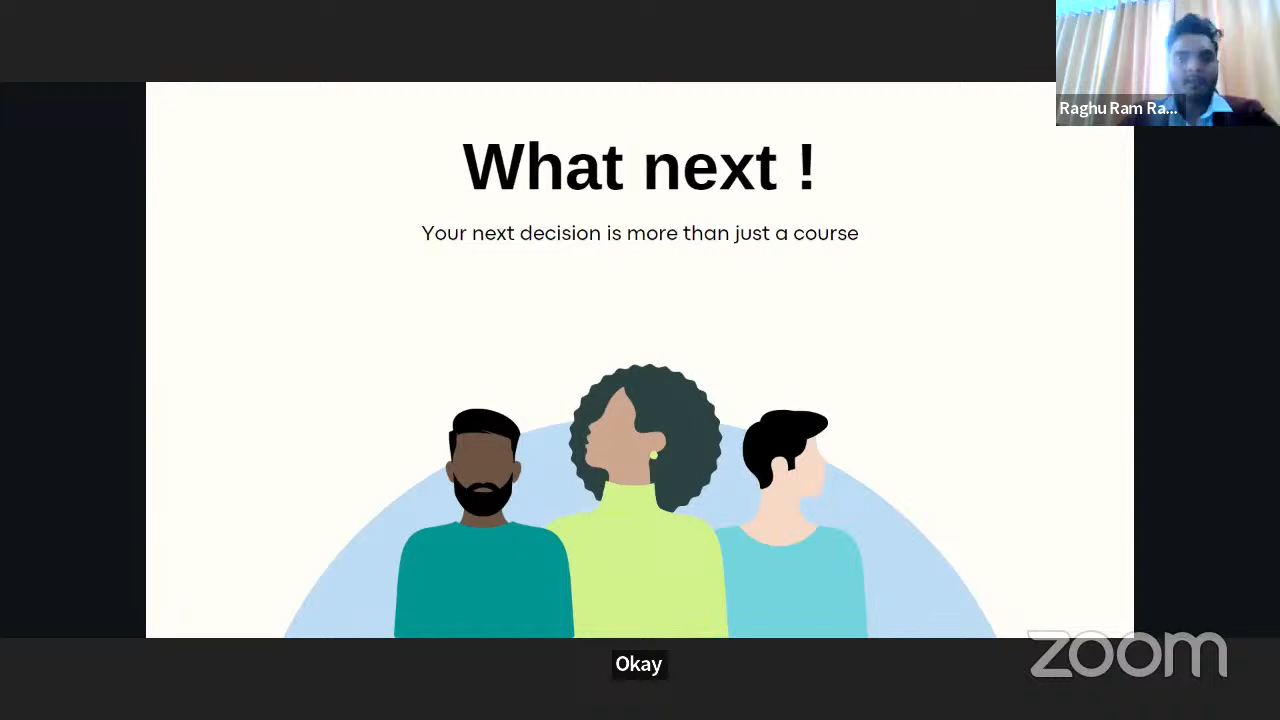 Raghu Ram Ra...
What next !
Your next decision is more than just a course
Okay
zoom